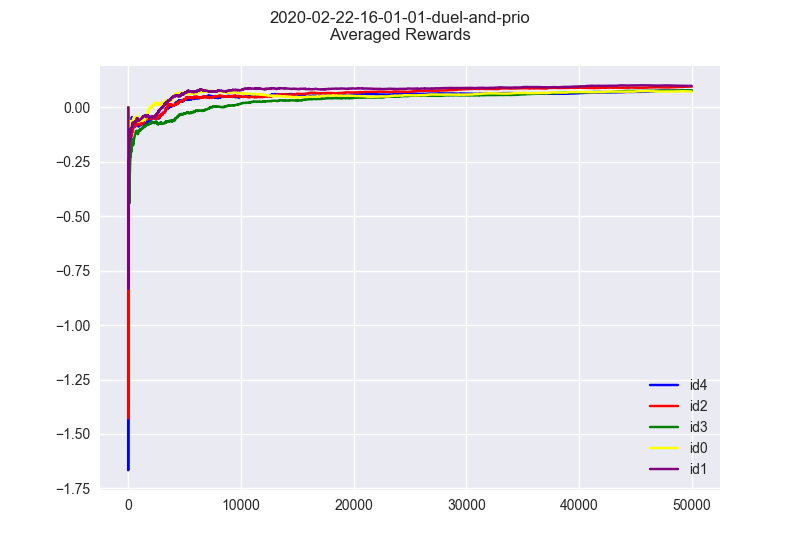 2020-02-22-16-01-01-duel-and-prio
Averaged Rewards
0.00
−0.25
−0.50
−0.75
−1.00
−1.25
−1.50
−1.75
0
10000
20000
30000
40000
50000
id4
id2
id3
id0
id1